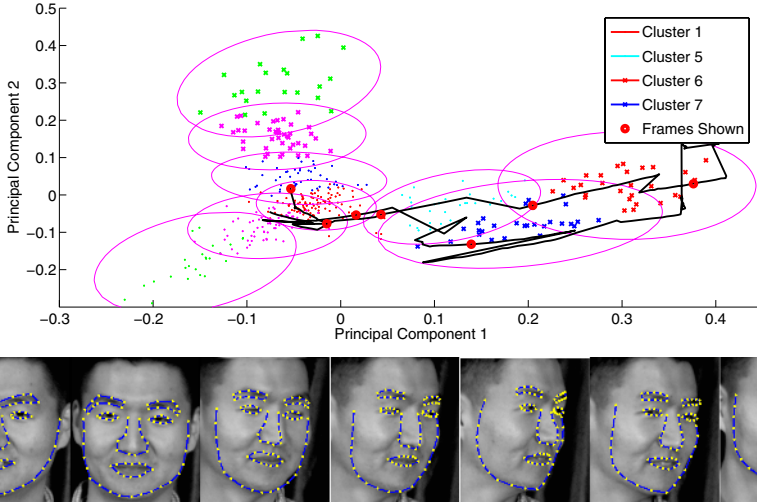 0.5
0.4
0.3
0.2
0.1
0
−0.1
−0.2
−0.3
Principal Component 2
−0.3
−0.2
−0.1
0
0.1
0.2
0.3
0.4
Principal Component 1
Cluster 1
Cluster 5
Cluster 6
Cluster 7
Frames Shown